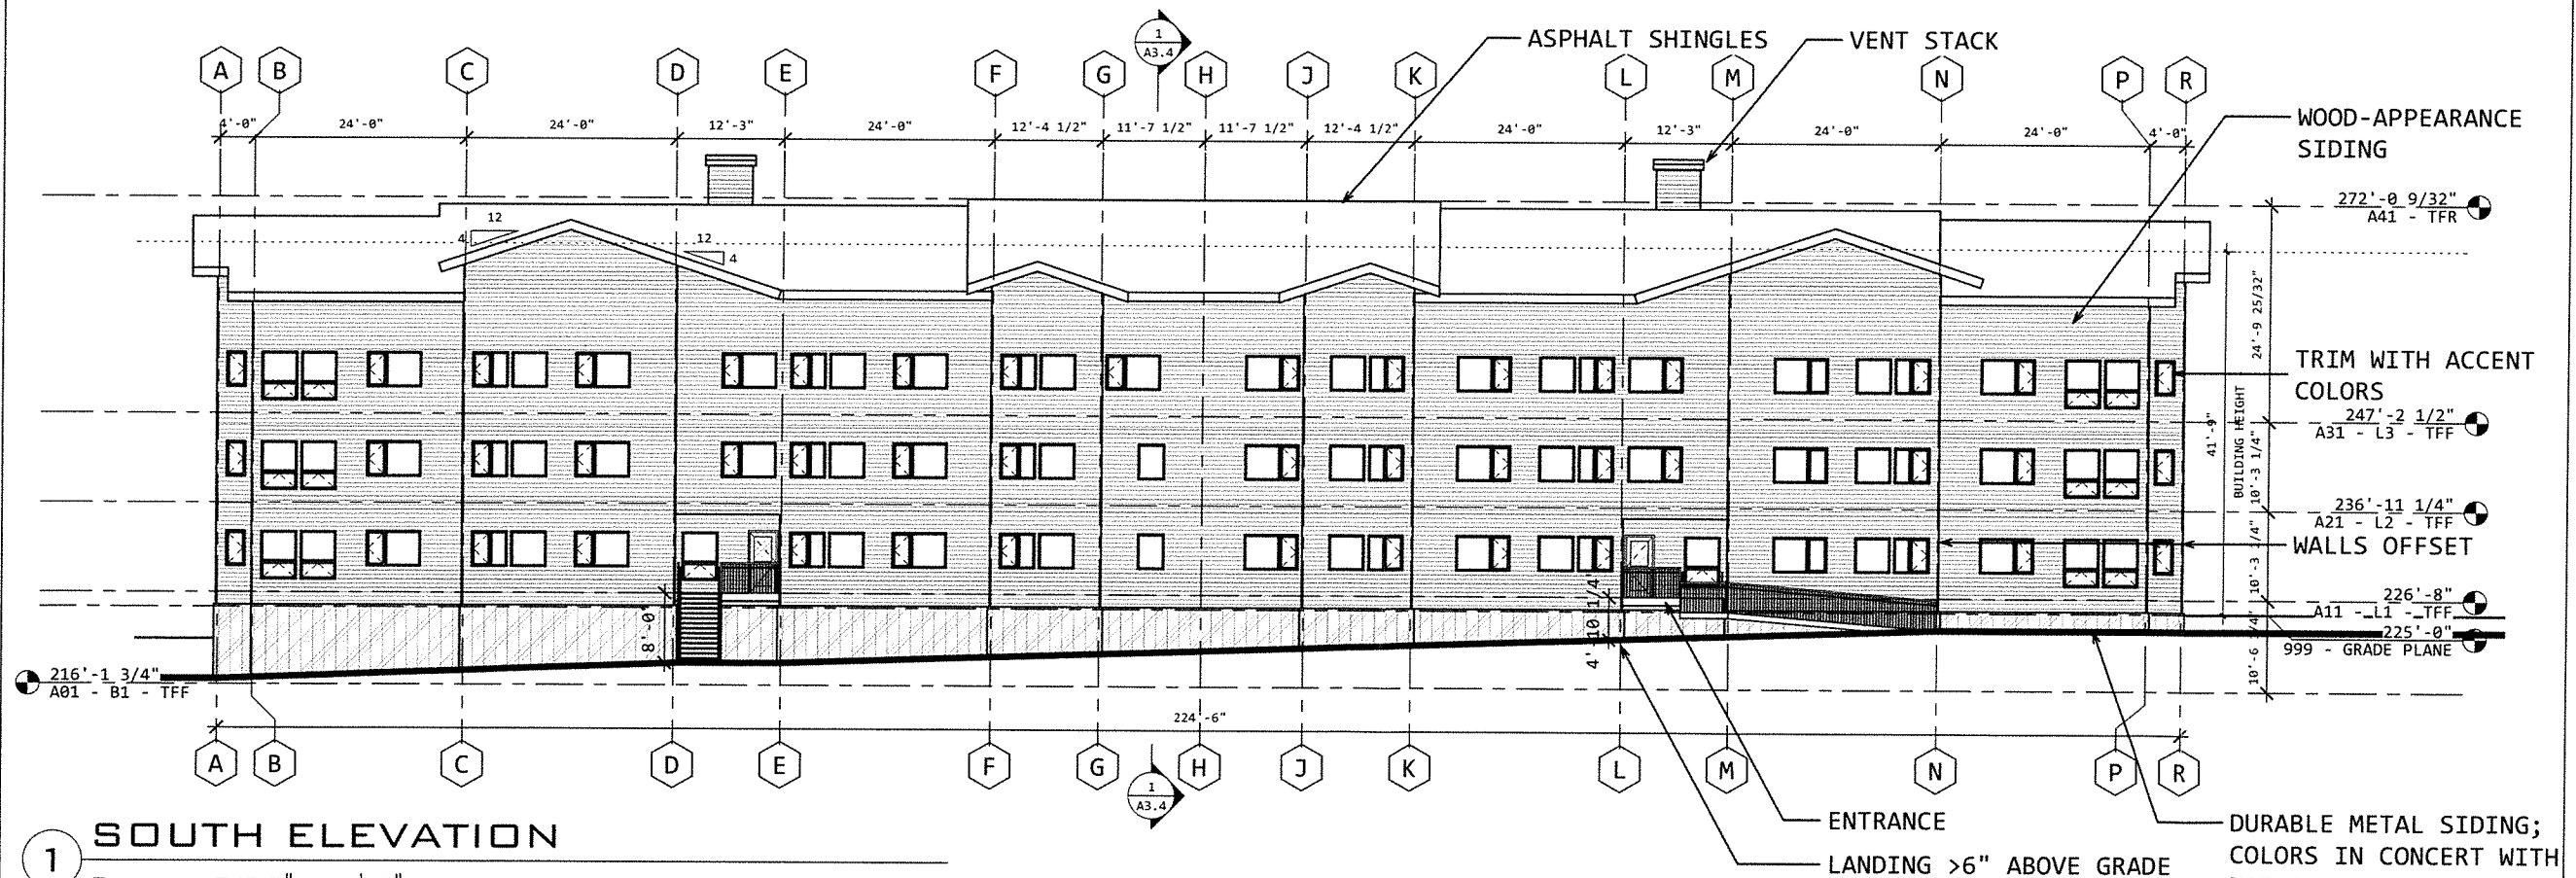 1
A3.4
ASPHALT SHINGLES
VENT STACK
A B C D E F G H J K L M N P R
WOOD-APPEARANCE
SIDING
4'-0" 24'-0" 24'-0" 12'-3" 24'-0" 12'-4 1/2" 11'-7 1/2" 11'-7 1/2" 12'-4 1/2" 24'-0" 12'-3" 24'-0" 24'-0" 4'-0"
272'-0 9/32"
A41 - TFR
12
4
12
4
24'-9 25/32"
TRIM WITH ACCENT
COLORS
247'-2 1/2"
A31 - L3 - TFF
41'-9"
BUILDING HEIGHT
10'-3 1/4"
236'-11 1/4"
A21 - L2 - TFF
WALLS OFFSET
10'-3 1/4"
226'-8"
A11 - L1 - TFF
225'-0"
999 - GRADE PLANE
10'-6 1/4"
8'-0"
4'-10 1/4"
216'-1 3/4"
A01 - B1 - TFF
224'-6"
A B C D E F G H J K L M N P R
1
A3.4
ENTRANCE
LANDING >6" ABOVE GRADE
DURABLE METAL SIDING;
COLORS IN CONCERT WITH
1
SOUTH ELEVATION